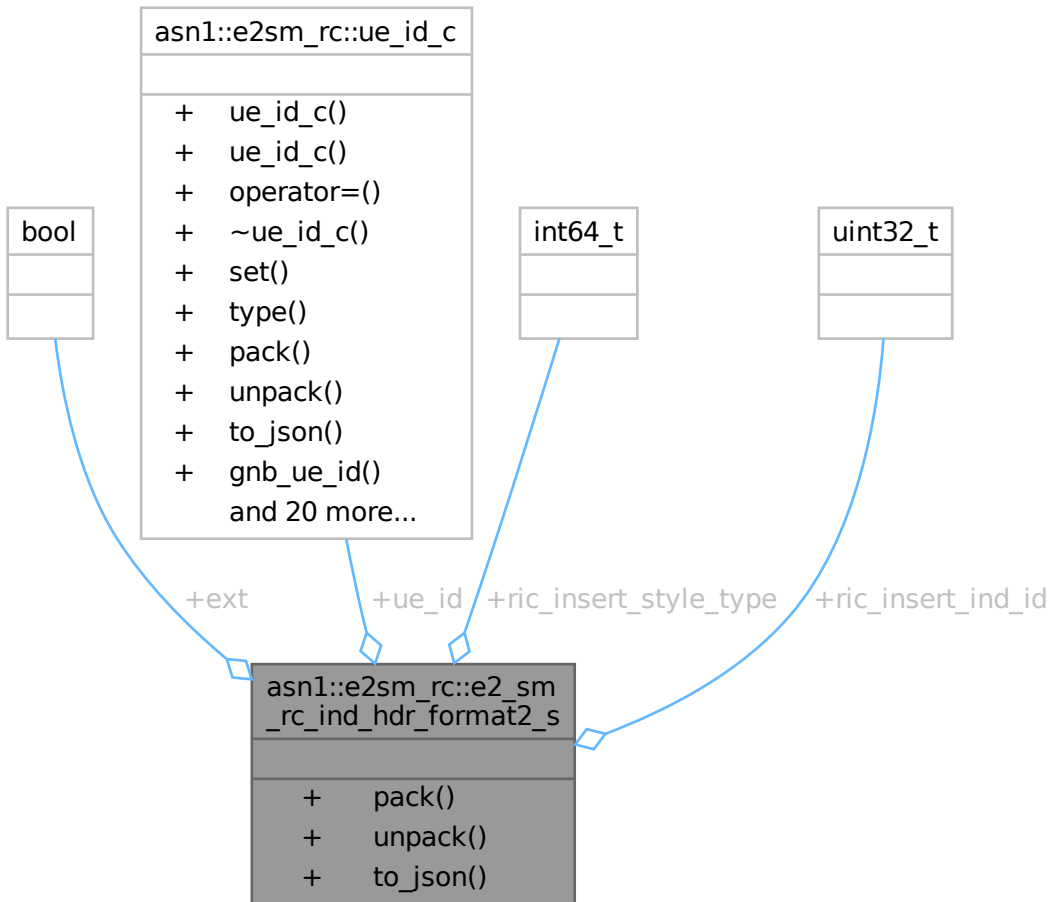 asn1::e2sm_rc::ue_id_c
+ ue_id_c()
+ ue_id_c()
+ operator=()
+ ~ue_id_c()
+ set()
+ type()
+ pack()
+ unpack()
+ to_json()
+ gnb_ue_id()
and 20 more...
bool
int64_t
uint32_t
+ext
+ue_id
+ric_insert_style_type
+ric_insert_ind_id
asn1::e2sm_rc::e2_sm
_rc_ind_hdr_format2_s
+ pack()
+ unpack()
+ to_json()